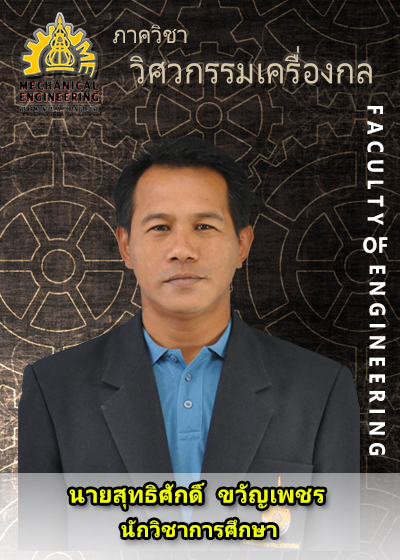 ME
MECHANICAL
ENGINEERING
ภาควิชา
วิศวกรรมเครื่องกล
FACULTY OF ENGINEERING
นายสุทธิศักดิ์ ขวัญเพชร
นักวิชาการศึกษา